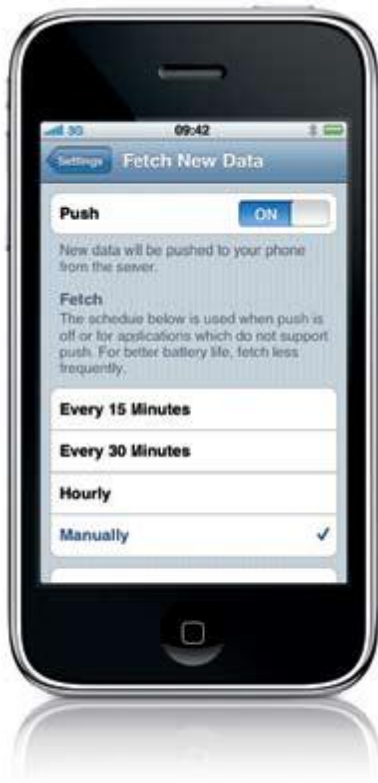 3G 09:42
Settings Fetch New Data
Push ON
New data will be pushed to your phone
from the server.
Fetch
The schedule below is used when push is
off or for applications which do not support
push. For better battery life, fetch less
frequently.
Every 15 Minutes
Every 30 Minutes
Hourly
Manually